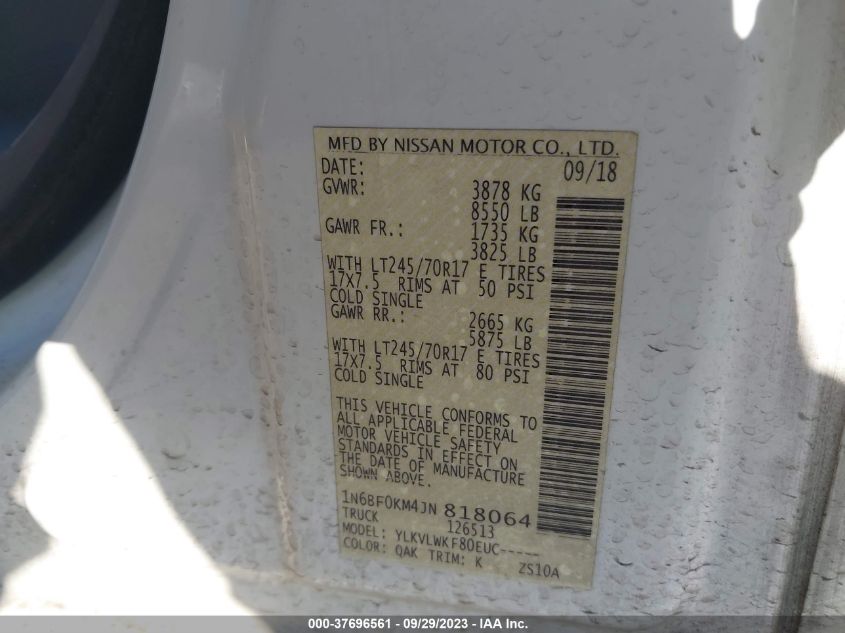 MFD BY NISSAN MOTOR CO., LTD.
DATE: 09/18
GVWR: 3878 KG
8550 LB
GAWR FR.: 1735 KG
3825 LB
WITH LT245/70R17 E TIRES
17X7.5 RIMS AT 50 PSI
COLD SINGLE
GAWR RR.: 2665 KG
5875 LB
WITH LT245/70R17 E TIRES
17X7.5 RIMS AT 80 PSI
COLD SINGLE
THIS VEHICLE CONFORMS TO
ALL APPLICABLE FEDERAL
MOTOR VEHICLE SAFETY
STANDARDS IN EFFECT ON
THE DATE OF MANUFACTURE
SHOWN ABOVE.
1N6BF0KM4JN818064
TRUCK 126513
MODEL: YLKVLWKF80EUC-----
COLOR: QAK TRIM: K ZS10A
000-37696561 / 09/29/2023 - IAA Inc.